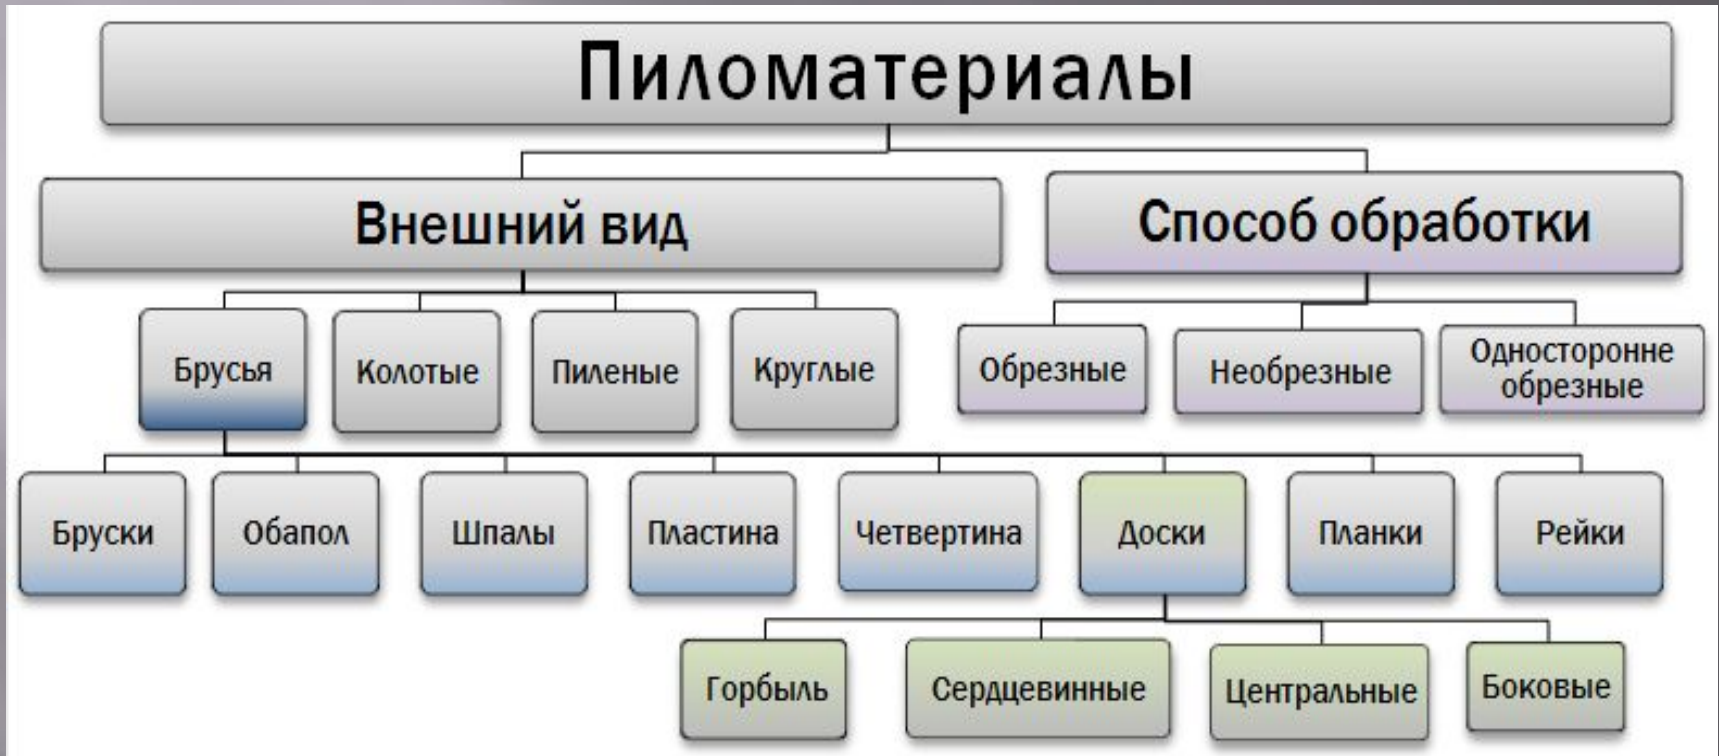 Пиломатериалы
Внешний вид
Способ обработки
Брусья
Колотые
Пиленые
Круглые
Обрезные
Необрезные
Односторонне
обрезные
Бруски
Обапол
Шпалы
Пластина
Четвертина
Доски
Планки
Рейки
Горбыль
Сердцевинные
Центральные
Боковые